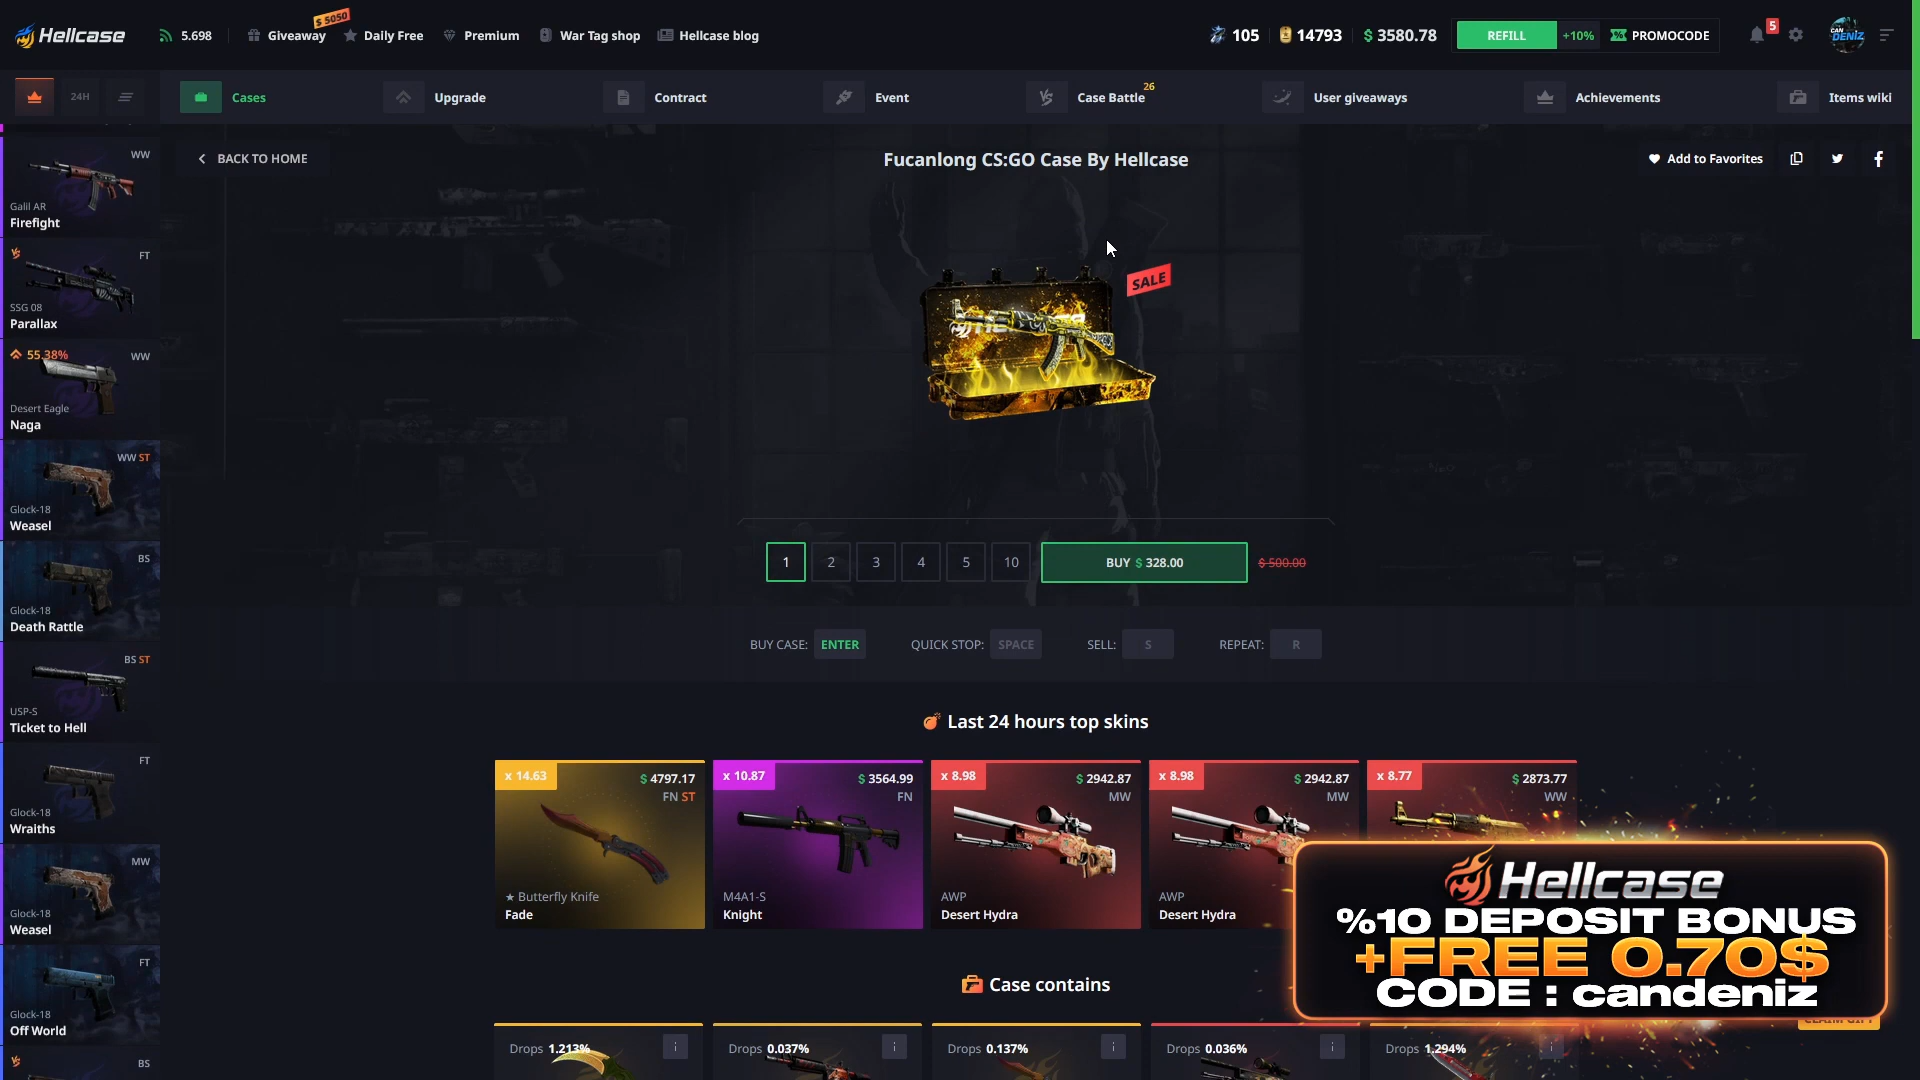 Hellcase
5.698
Giveaway
$ 5050
Daily Free
Premium
War Tag shop
Hellcase blog
105
14793
$ 3580.78
REFILL
+10%
PROMOCODE
5
CAN DENİZ
24H
Cases
Upgrade
Contract
Event
Case Battle
26
User giveaways
Achievements
Items wiki
BACK TO HOME
Fucanlong CS:GO Case By Hellcase
Add to Favorites
WW
Galil AR
Firefight
FT
SSG 08
Parallax
55.38%
WW
Desert Eagle
Naga
WW ST
Glock-18
Weasel
BS
Glock-18
Death Rattle
BS ST
USP-S
Ticket to Hell
FT
Glock-18
Wraiths
MW
Glock-18
Weasel
FT
Glock-18
Off World
BS
SALE
1
2
3
4
5
10
BUY $ 328.00
$ 500.00
BUY CASE: ENTER
QUICK STOP: SPACE
SELL: S
REPEAT: R
Last 24 hours top skins
x 14.63
$ 4797.17
FN ST
★ Butterfly Knife
Fade
x 10.87
$ 3564.99
FN
M4A1-S
Knight
x 8.98
$ 2942.87
MW
AWP
Desert Hydra
x 8.98
$ 2942.87
MW
AWP
Desert Hydra
x 8.77
$ 2873.77
WW
Hellcase
%10 DEPOSIT BONUS
+FREE 0.70$
CODE : candeniz
Case contains
Drops 1.213%
Drops 0.037%
Drops 0.137%
Drops 0.036%
Drops 1.294%